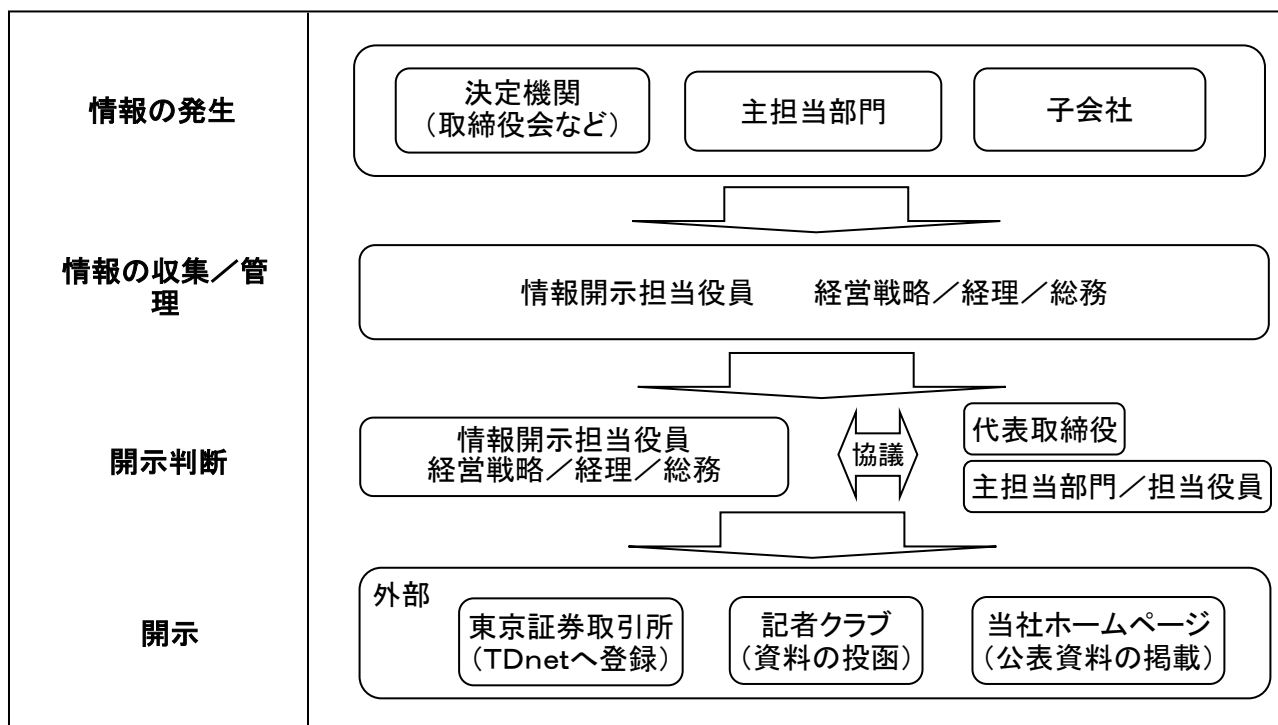 情報の発生
決定機関
(取締役会など)
主担当部門
子会社
情報の収集／管
理
情報開示担当役員　　経営戦略／経理／総務
開示判断
情報開示担当役員
経営戦略／経理／総務
協議
代表取締役
主担当部門／担当役員
開示
外部
東京証券取引所
(TDnetへ登録)
記者クラブ
(資料の投函)
当社ホームページ
(公表資料の掲載)